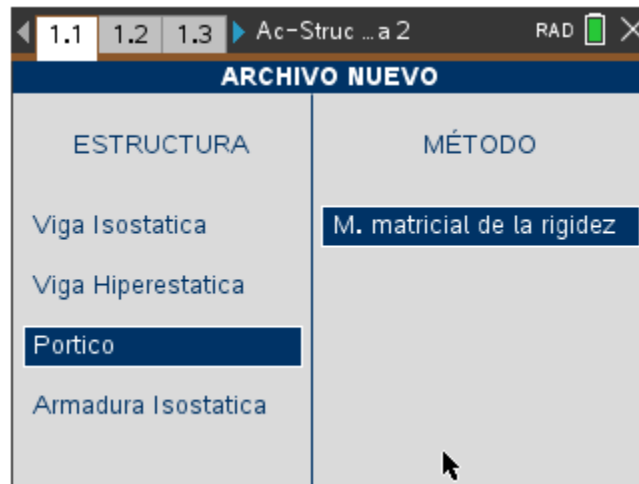 1.1 1.2 1.3 Ac-Struc ...a 2 RAD
ARCHIVO NUEVO
ESTRUCTURA
Viga Isostatica
Viga Hiperestatica
Portico
Armadura Isostatica
MÉTODO
M. matricial de la rigidez